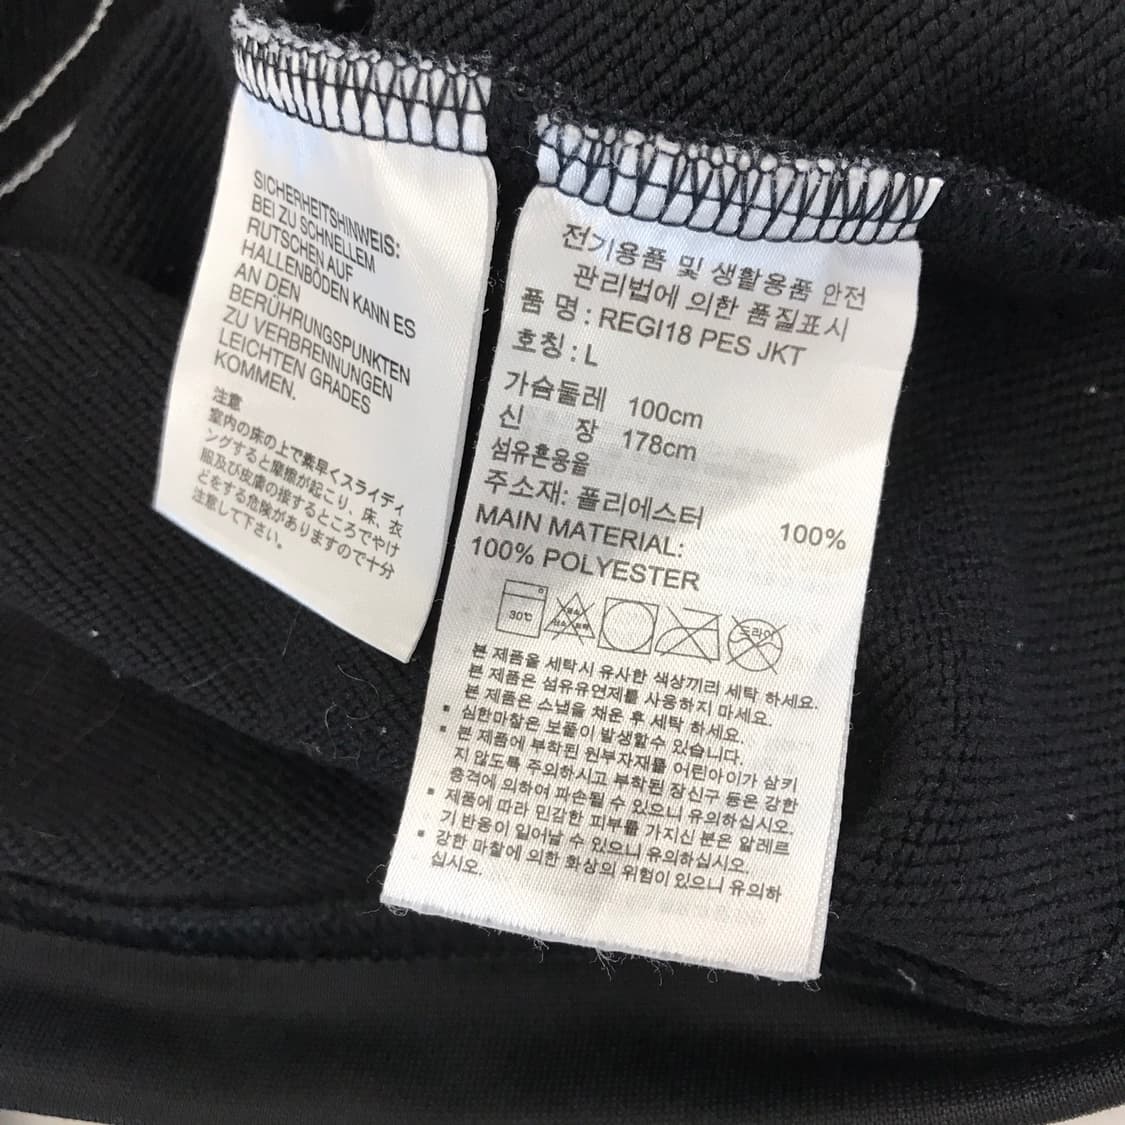 SICHERHEITSHINWEIS:
BEI ZU SCHNELLEM
RUTSCHEN AUF
HALLENBÖDEN KANN ES
AN DEN
BERÜHRUNGSPUNKTEN
ZU VERBRENNUNGEN
LEICHTEN GRADES
KOMMEN.
注意
室内の床の上で素早くスライディ
ングすると摩擦が起こり、床、衣
服及び皮膚の接するところでやけ
どをする危険がありますので十分
注意して下さい。
전기용품 및 생활용품 안전
관리법에 의한 품질표시
품 명 : REGI18 PES JKT
호칭 : L
가슴둘레 100cm
신 장 178cm
섬유혼용율
주소재: 폴리에스터 100%
MAIN MATERIAL:
100% POLYESTER
30℃
드라이
본 제품을 세탁시 유사한 색상끼리 세탁 하세요.
본 제품은 섬유유연제를 사용하지 마세요.
본 제품은 스냅을 채운 후 세탁 하세요.
▪ 심한마찰은 보풀이 발생할수 있습니다.
▪ 본 제품에 부착된 원부자재를 어린아이가 삼키
지 않도록 주의하시고 부착된 장신구 등은 강한
충격에 의하여 파손될 수 있으니 유의하십시오.
▪ 제품에 따라 민감한 피부를 가지신 분은 알레르
기 반응이 일어날 수 있으니 유의하십시오.
▪ 강한 마찰에 의한 화상의 위험이 있으니 유의하
십시오.